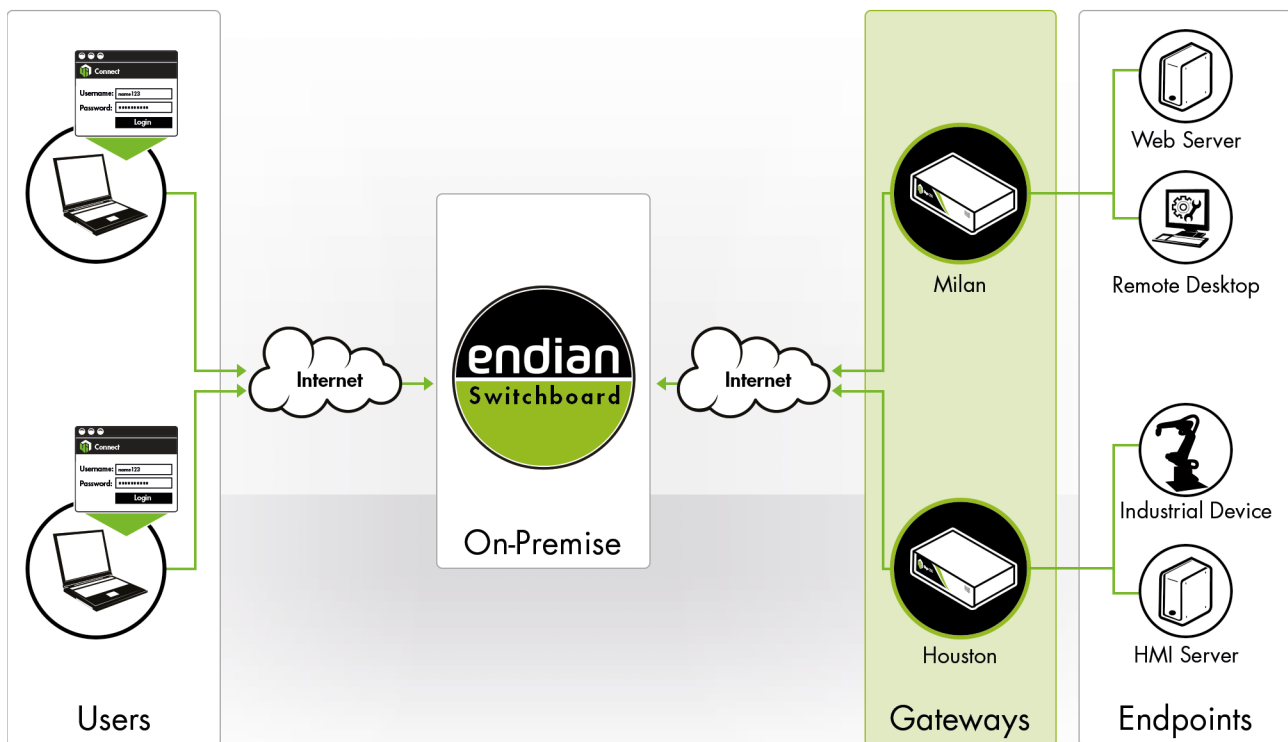 Connect
Username: name123
Password: ••••••••••
Login
Internet
Connect
Username: name123
Password: ••••••••••
Login
Users
endian
Switchboard
On-Premise
Internet
Milan
Houston
Gateways
Web Server
Remote Desktop
Industrial Device
HMI Server
Endpoints